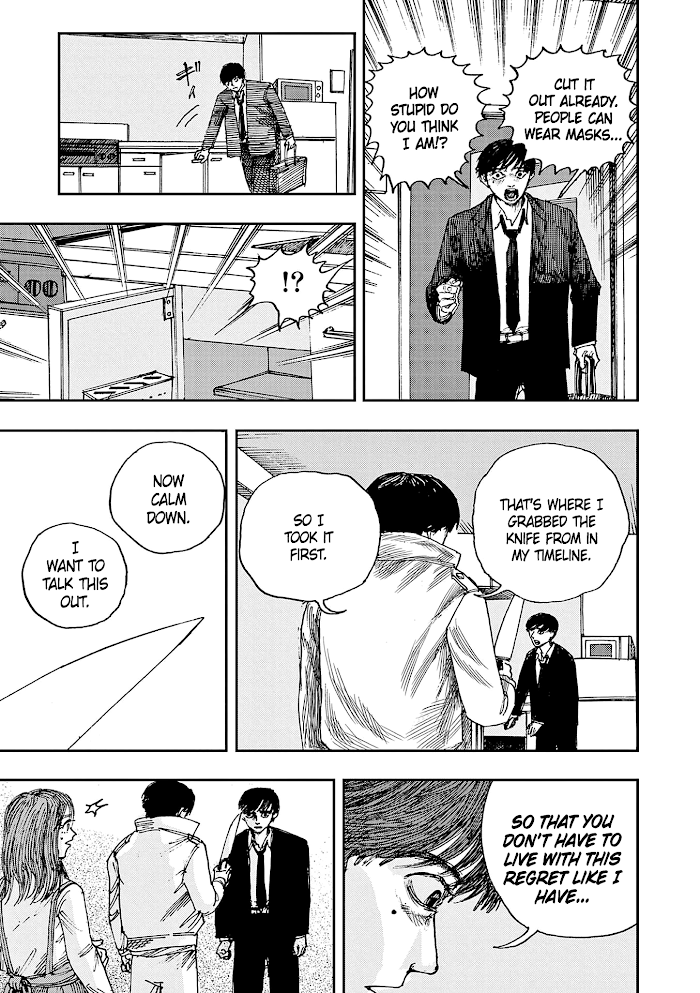 CUT IT
OUT ALREADY.
PEOPLE CAN
WEAR MASKS...
HOW
STUPID DO
YOU THINK
I AM!?
ギィ
!?
THAT'S WHERE I
GRABBED THE
KNIFE FROM IN
MY TIMELINE.
SO I
TOOK IT
FIRST.
NOW
CALM
DOWN.
I
WANT TO
TALK THIS
OUT.
SO THAT YOU
DON'T HAVE TO
LIVE WITH THIS
REGRET LIKE I
HAVE...